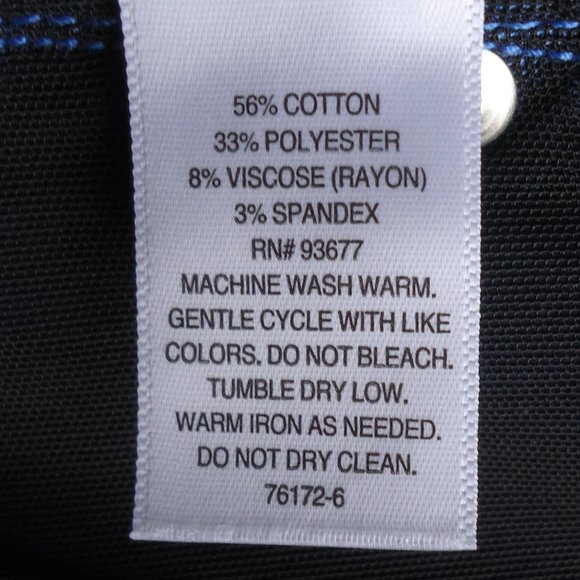 56% COTTON
33% POLYESTER
8% VISCOSE (RAYON)
3% SPANDEX
RN# 93677
MACHINE WASH WARM.
GENTLE CYCLE WITH LIKE
COLORS. DO NOT BLEACH.
TUMBLE DRY LOW.
WARM IRON AS NEEDED.
DO NOT DRY CLEAN.
76172-6